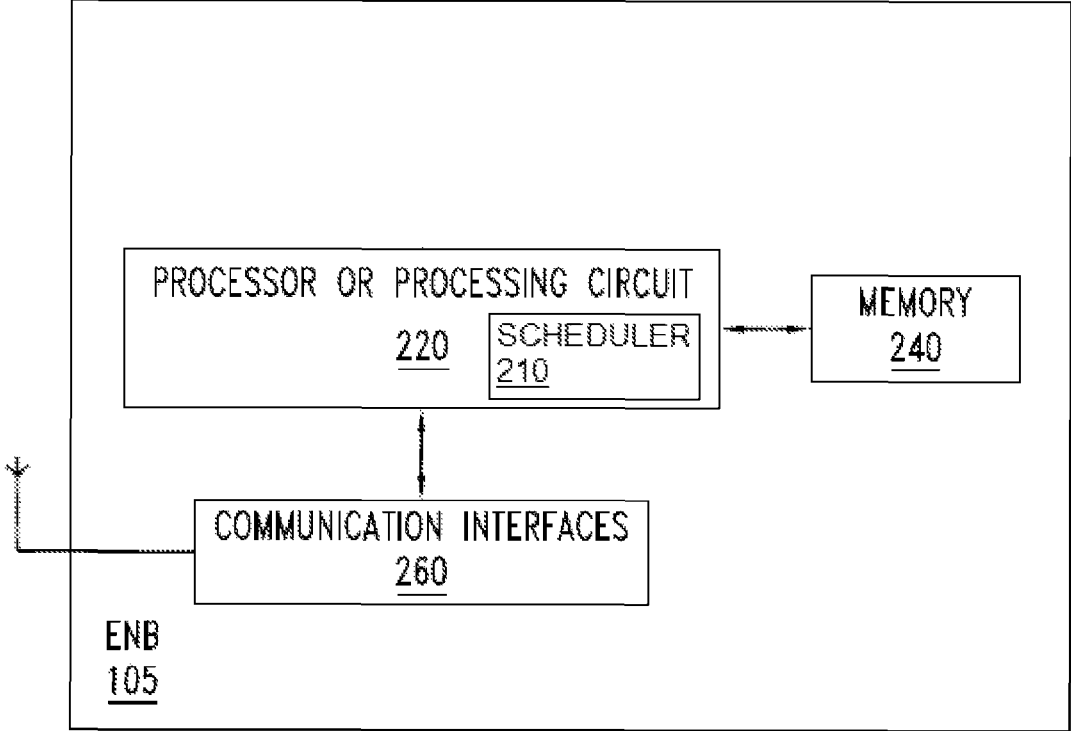 PROCESSOR OR PROCESSING CIRCUIT
220
SCHEDULER
210
MEMORY
240
COMMUNICATION INTERFACES
260
ENB
105